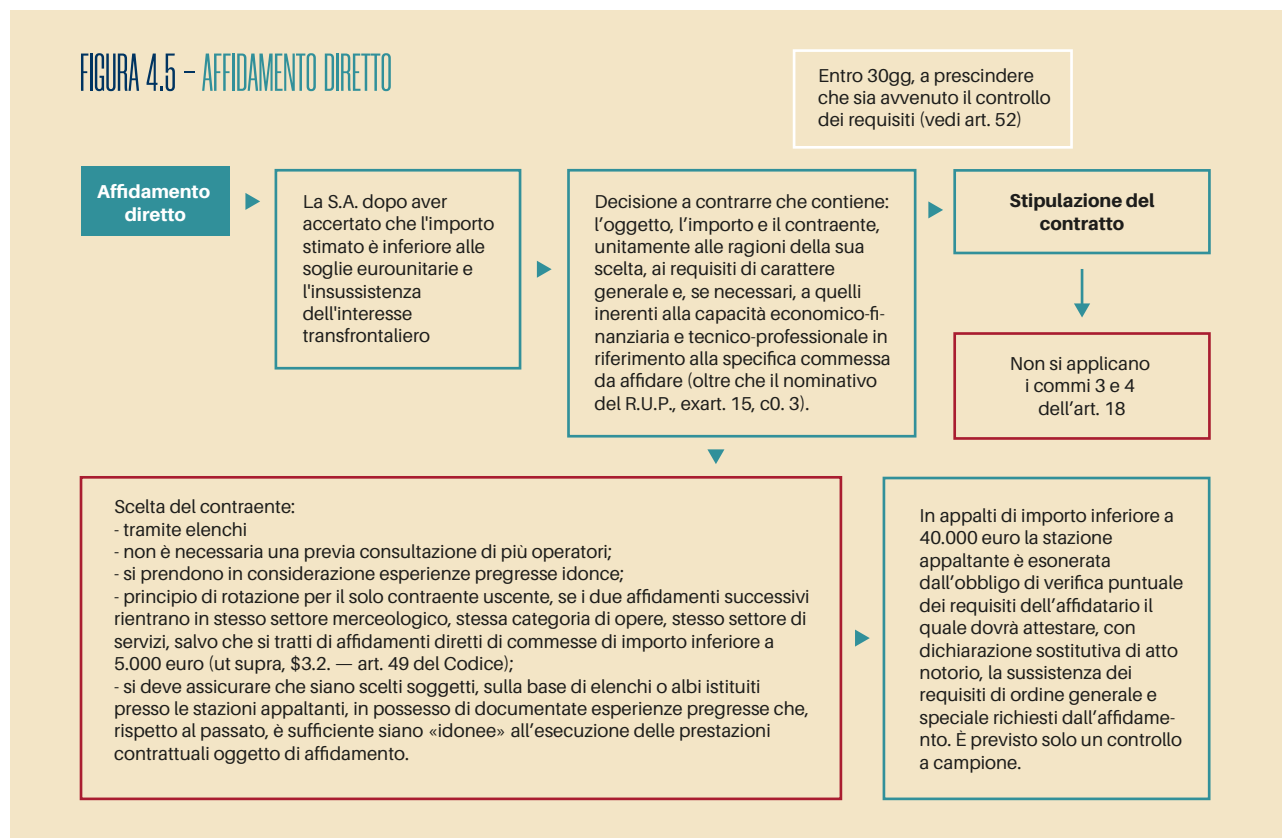 FIGURA 4.5 – AFFIDAMENTO DIRETTO
Entro 30gg, a prescindere
che sia avvenuto il controllo
dei requisiti (vedi art. 52)
Affidamento
diretto
La S.A. dopo aver
accertato che l'importo
stimato è inferiore alle
soglie eurounitarie e
l'insussistenza
dell'interesse
transfrontaliero
Decisione a contrarre che contiene:
l'oggetto, l'importo e il contraente,
unitamente alle ragioni della sua
scelta, ai requisiti di carattere
generale e, se necessari, a quelli
inerenti alla capacità economico-fi-
nanziaria e tecnico-professionale in
riferimento alla specifica commessa
da affidare (oltre che il nominativo
del R.U.P., exart. 15, c0. 3).
Stipulazione del
contratto
Non si applicano
i commi 3 e 4
dell'art. 18
Scelta del contraente:
- tramite elenchi
- non è necessaria una previa consultazione di più operatori;
- si prendono in considerazione esperienze pregresse idonce;
- principio di rotazione per il solo contraente uscente, se i due affidamenti successivi
rientrano in stesso settore merceologico, stessa categoria di opere, stesso settore di
servizi, salvo che si tratti di affidamenti diretti di commesse di importo inferiore a
5.000 euro (ut supra, $3.2. — art. 49 del Codice);
- si deve assicurare che siano scelti soggetti, sulla base di elenchi o albi istituiti
presso le stazioni appaltanti, in possesso di documentate esperienze pregresse che,
rispetto al passato, è sufficiente siano «idonee» all'esecuzione delle prestazioni
contrattuali oggetto di affidamento.
In appalti di importo inferiore a
40.000 euro la stazione
appaltante è esonerata
dall'obbligo di verifica puntuale
dei requisiti dell'affidatario il
quale dovrà attestare, con
dichiarazione sostitutiva di atto
notorio, la sussistenza dei
requisiti di ordine generale e
speciale richiesti dall'affidame-
nto. È previsto solo un controllo
a campione.